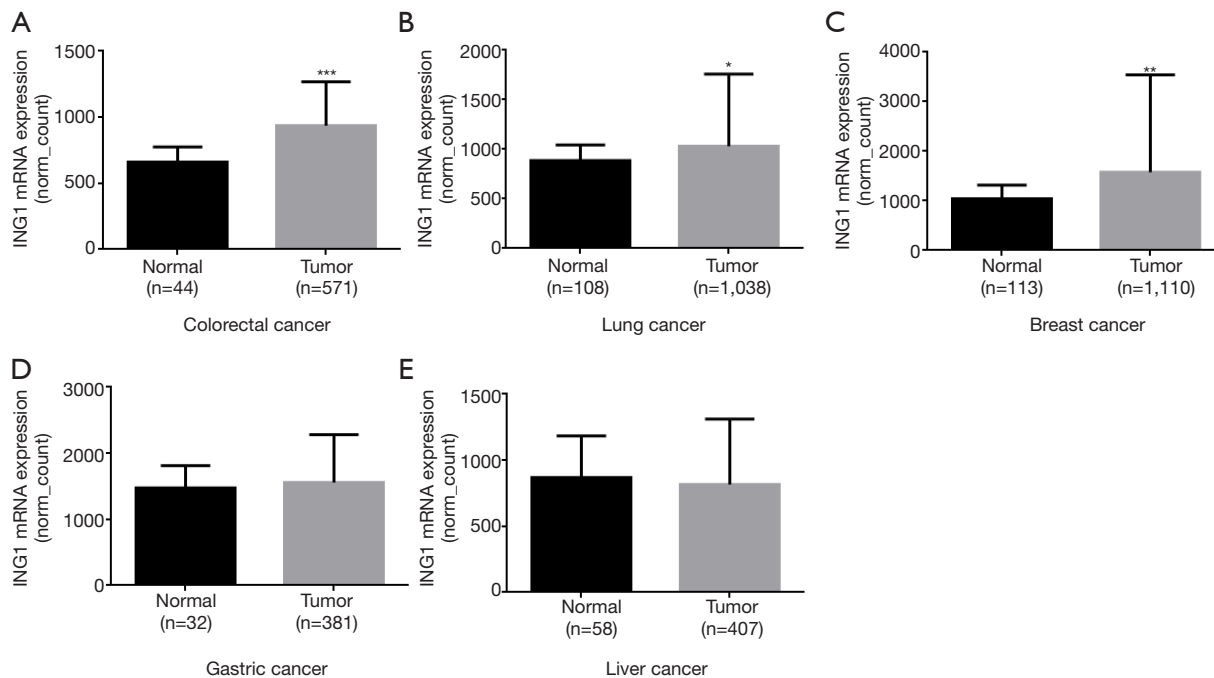 A
ING1 mRNA expression
(norm_count)
1500
1000
500
0
***
Normal
(n=44)
Tumor
(n=571)
Colorectal cancer
B
ING1 mRNA expression
(norm_count)
2000
1500
1000
500
0
*
Normal
(n=108)
Tumor
(n=1,038)
Lung cancer
C
ING1 mRNA expression
(norm_count)
4000
3000
2000
1000
0
**
Normal
(n=113)
Tumor
(n=1,110)
Breast cancer
D
ING1 mRNA expression
(norm_count)
3000
2000
1000
0
Normal
(n=32)
Tumor
(n=381)
Gastric cancer
E
ING1 mRNA expression
(norm_count)
1500
1000
500
0
Normal
(n=58)
Tumor
(n=407)
Liver cancer